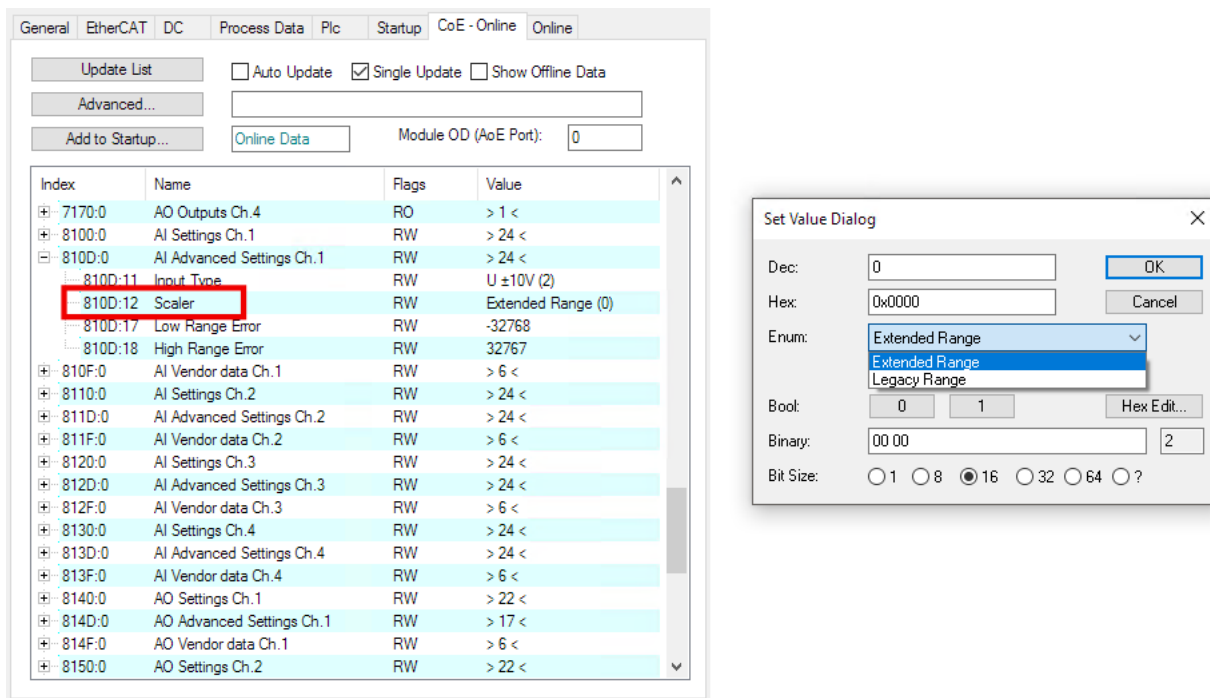 General EtherCAT DC Process Data Plc Startup CoE - Online Online
Update List Auto Update Single Update Show Offline Data
Advanced...
Add to Startup... Online Data Module OD (AoE Port): 0
Index Name Flags Value
7170:0 AO Outputs Ch.4 RO > 1 <
8100:0 AI Settings Ch.1 RW > 24 <
810D:0 AI Advanced Settings Ch.1 RW > 24 <
810D:11 Input Type RW U ±10V (2)
810D:12 Scaler RW Extended Range (0)
810D:17 Low Range Error RW -32768
810D:18 High Range Error RW 32767
810F:0 AI Vendor data Ch.1 RW > 6 <
8110:0 AI Settings Ch.2 RW > 24 <
811D:0 AI Advanced Settings Ch.2 RW > 24 <
811F:0 AI Vendor data Ch.2 RW > 6 <
8120:0 AI Settings Ch.3 RW > 24 <
812D:0 AI Advanced Settings Ch.3 RW > 24 <
812F:0 AI Vendor data Ch.3 RW > 6 <
8130:0 AI Settings Ch.4 RW > 24 <
813D:0 AI Advanced Settings Ch.4 RW > 24 <
813F:0 AI Vendor data Ch.4 RW > 6 <
8140:0 AO Settings Ch.1 RW > 22 <
814D:0 AO Advanced Settings Ch.1 RW > 17 <
814F:0 AO Vendor data Ch.1 RW > 6 <
8150:0 AO Settings Ch.2 RW > 22 <
Set Value Dialog
Dec: 0 OK
Hex: 0x0000 Cancel
Enum: Extended Range
Extended Range
Legacy Range
Bool: 0 1 Hex Edit...
Binary: 00 00 2
Bit Size: 1 8 16 32 64 ?